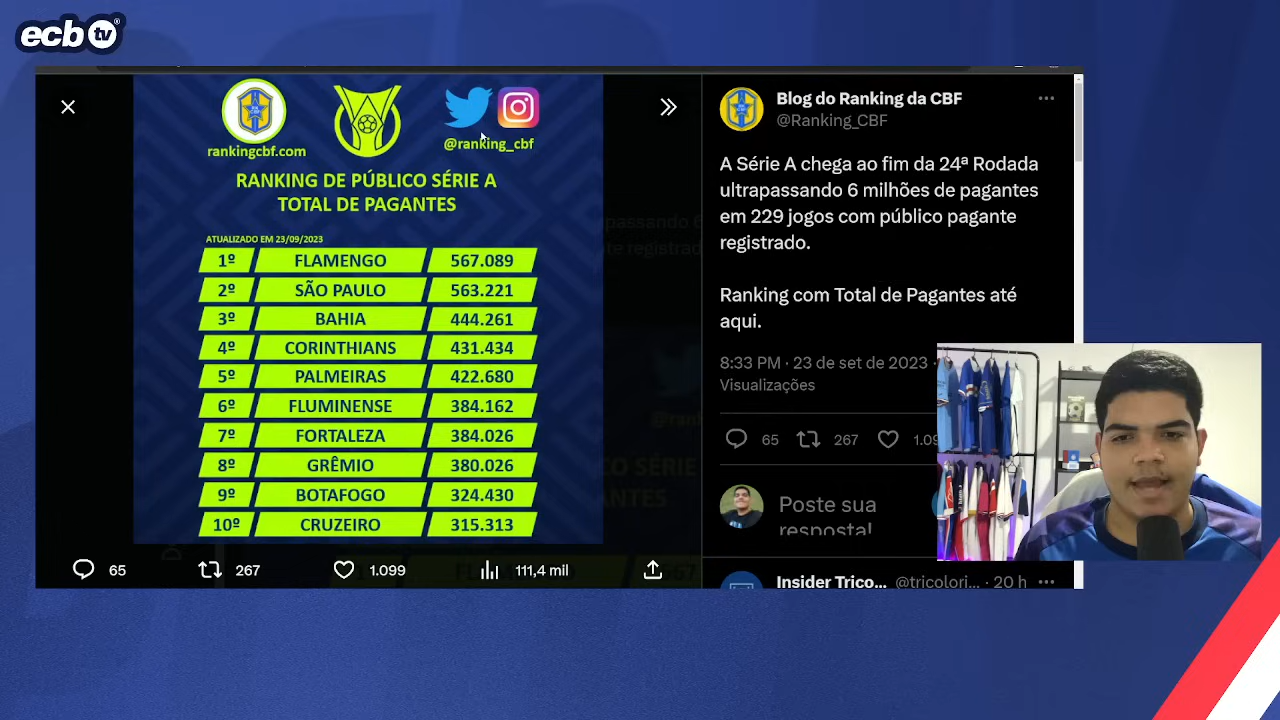 ecb tv
rankingcbf.com
@ranking_cbf
RANKING DE PÚBLICO SÉRIE A
TOTAL DE PAGANTES
ATUALIZADO EM 23/09/2023
1º FLAMENGO 567.089
2º SÃO PAULO 563.221
3º BAHIA 444.261
4º CORINTHIANS 431.434
5º PALMEIRAS 422.680
6º FLUMINENSE 384.162
7º FORTALEZA 384.026
8º GRÊMIO 380.026
9º BOTAFOGO 324.430
10º CRUZEIRO 315.313
65 267 1.099 111,4 mil
Blog do Ranking da CBF
@Ranking_CBF
A Série A chega ao fim da 24ª Rodada
ultrapassando 6 milhões de pagantes
em 229 jogos com público pagante
registrado.
Ranking com Total de Pagantes até
aqui.
8:33 PM · 23 de set de 2023 ·
Visualizações
65 267 1.09
Poste sua
resposta!
Insider Trico... @tricolori... · 20 h